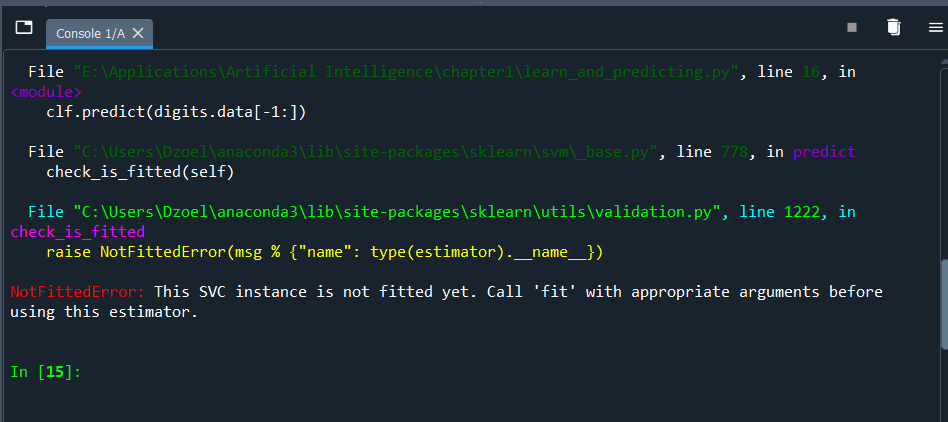 Console 1/A
File "E:\Applications\Artificial Intelligence\chapter1\learn_and_predicting.py", line 16, in
<module>
clf.predict(digits.data[-1:])
File "C:\Users\Dzoel\anaconda3\lib\site-packages\sklearn\svm\_base.py", line 778, in predict
check_is_fitted(self)
File "C:\Users\Dzoel\anaconda3\lib\site-packages\sklearn\utils\validation.py", line 1222, in
check_is_fitted
raise NotFittedError(msg % {"name": type(estimator).__name__})
NotFittedError: This SVC instance is not fitted yet. Call 'fit' with appropriate arguments before
using this estimator.
In [15]: